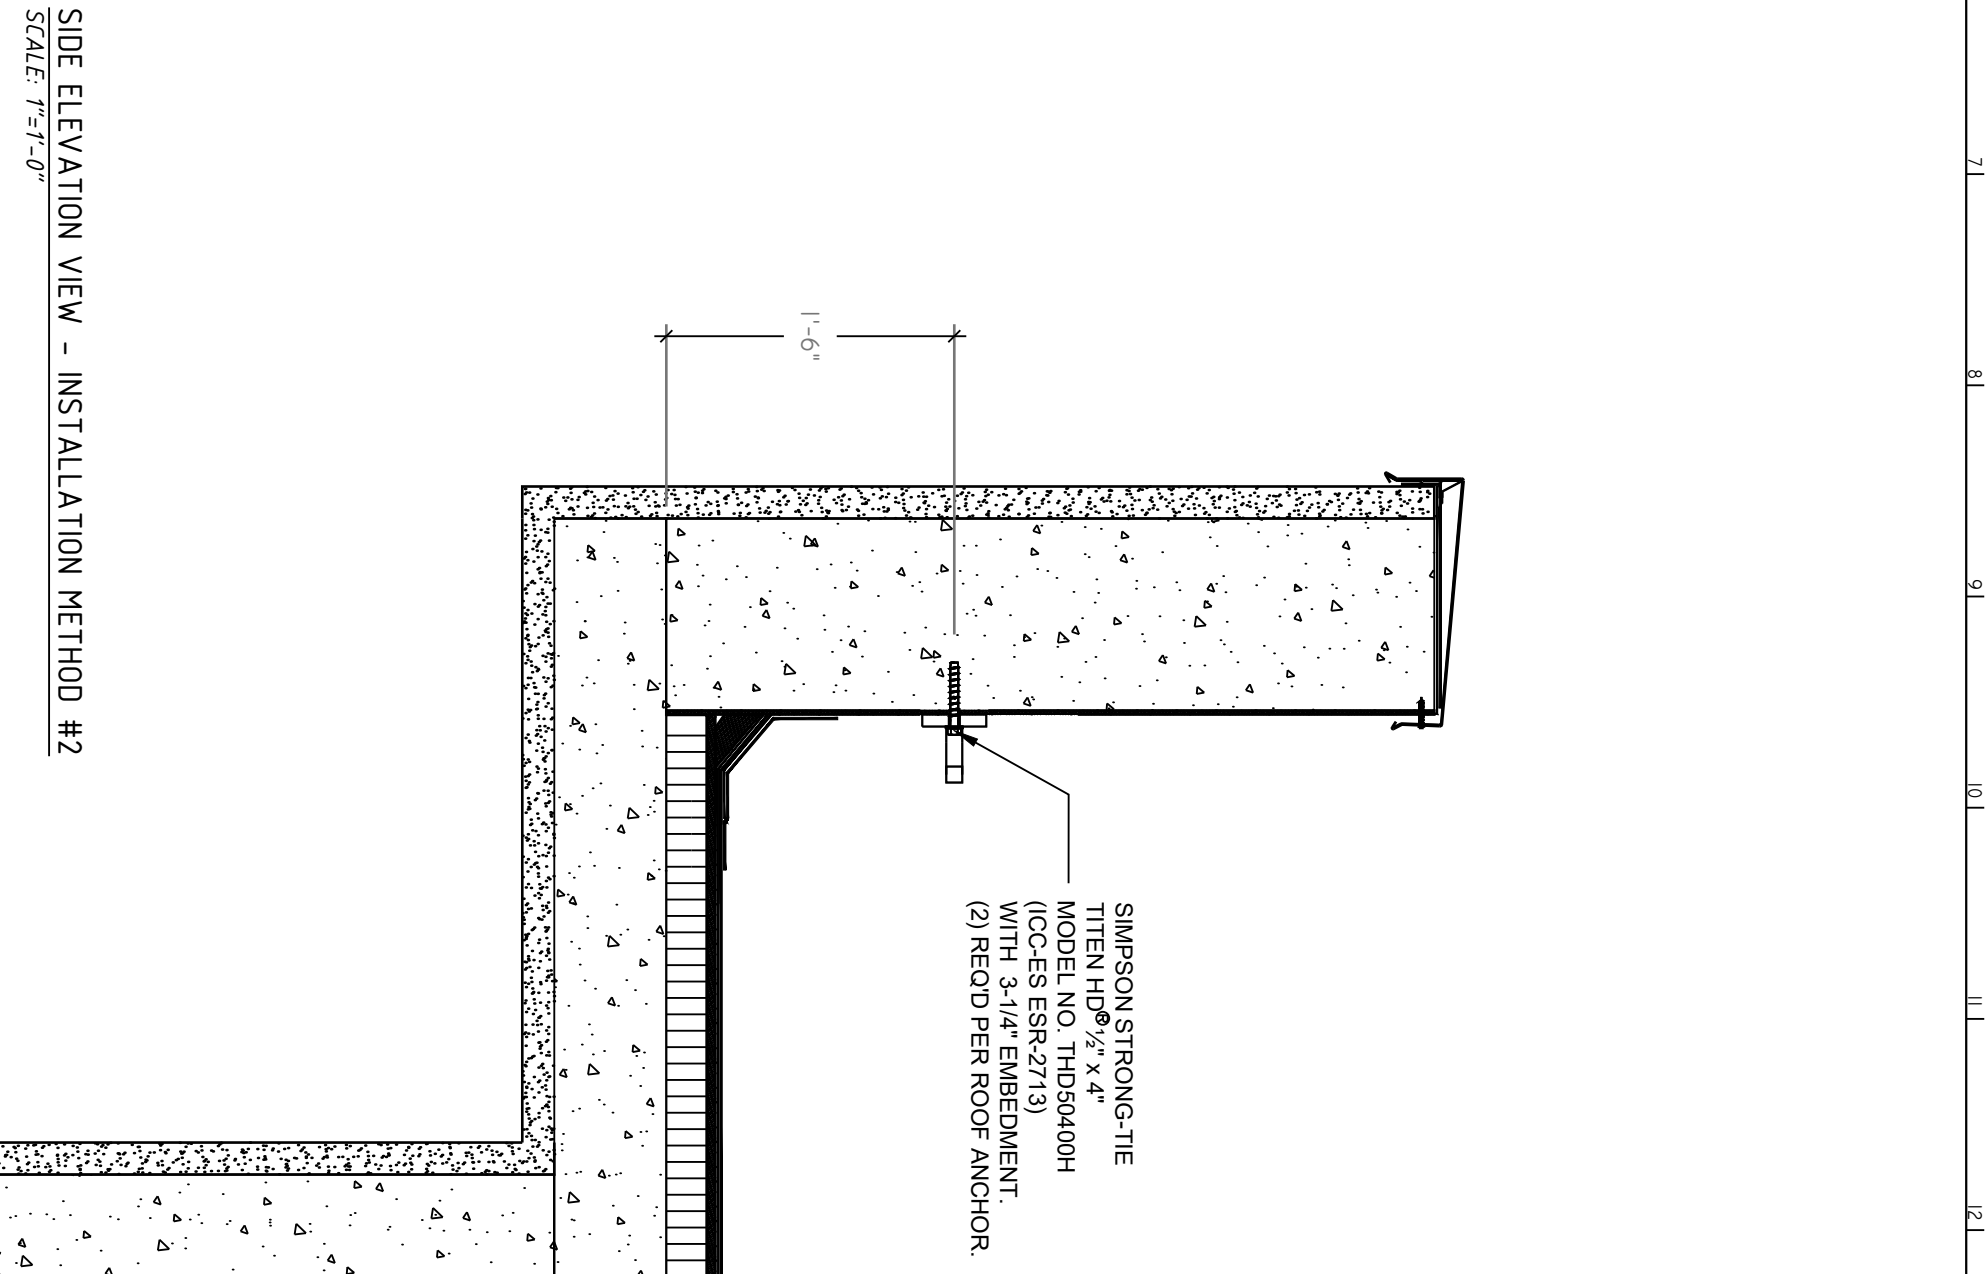 7
8
9
10
11
12
1'-6"
SIMPSON STRONG-TIE
TITEN HD® ½" x 4"
MODEL NO. THD50400H
(ICC-ES ESR-2713)
WITH 3-1/4" EMBEDMENT.
(2) REQ'D PER ROOF ANCHOR.
SIDE ELEVATION VIEW - INSTALLATION METHOD #2
SCALE: 1"=1'-0"